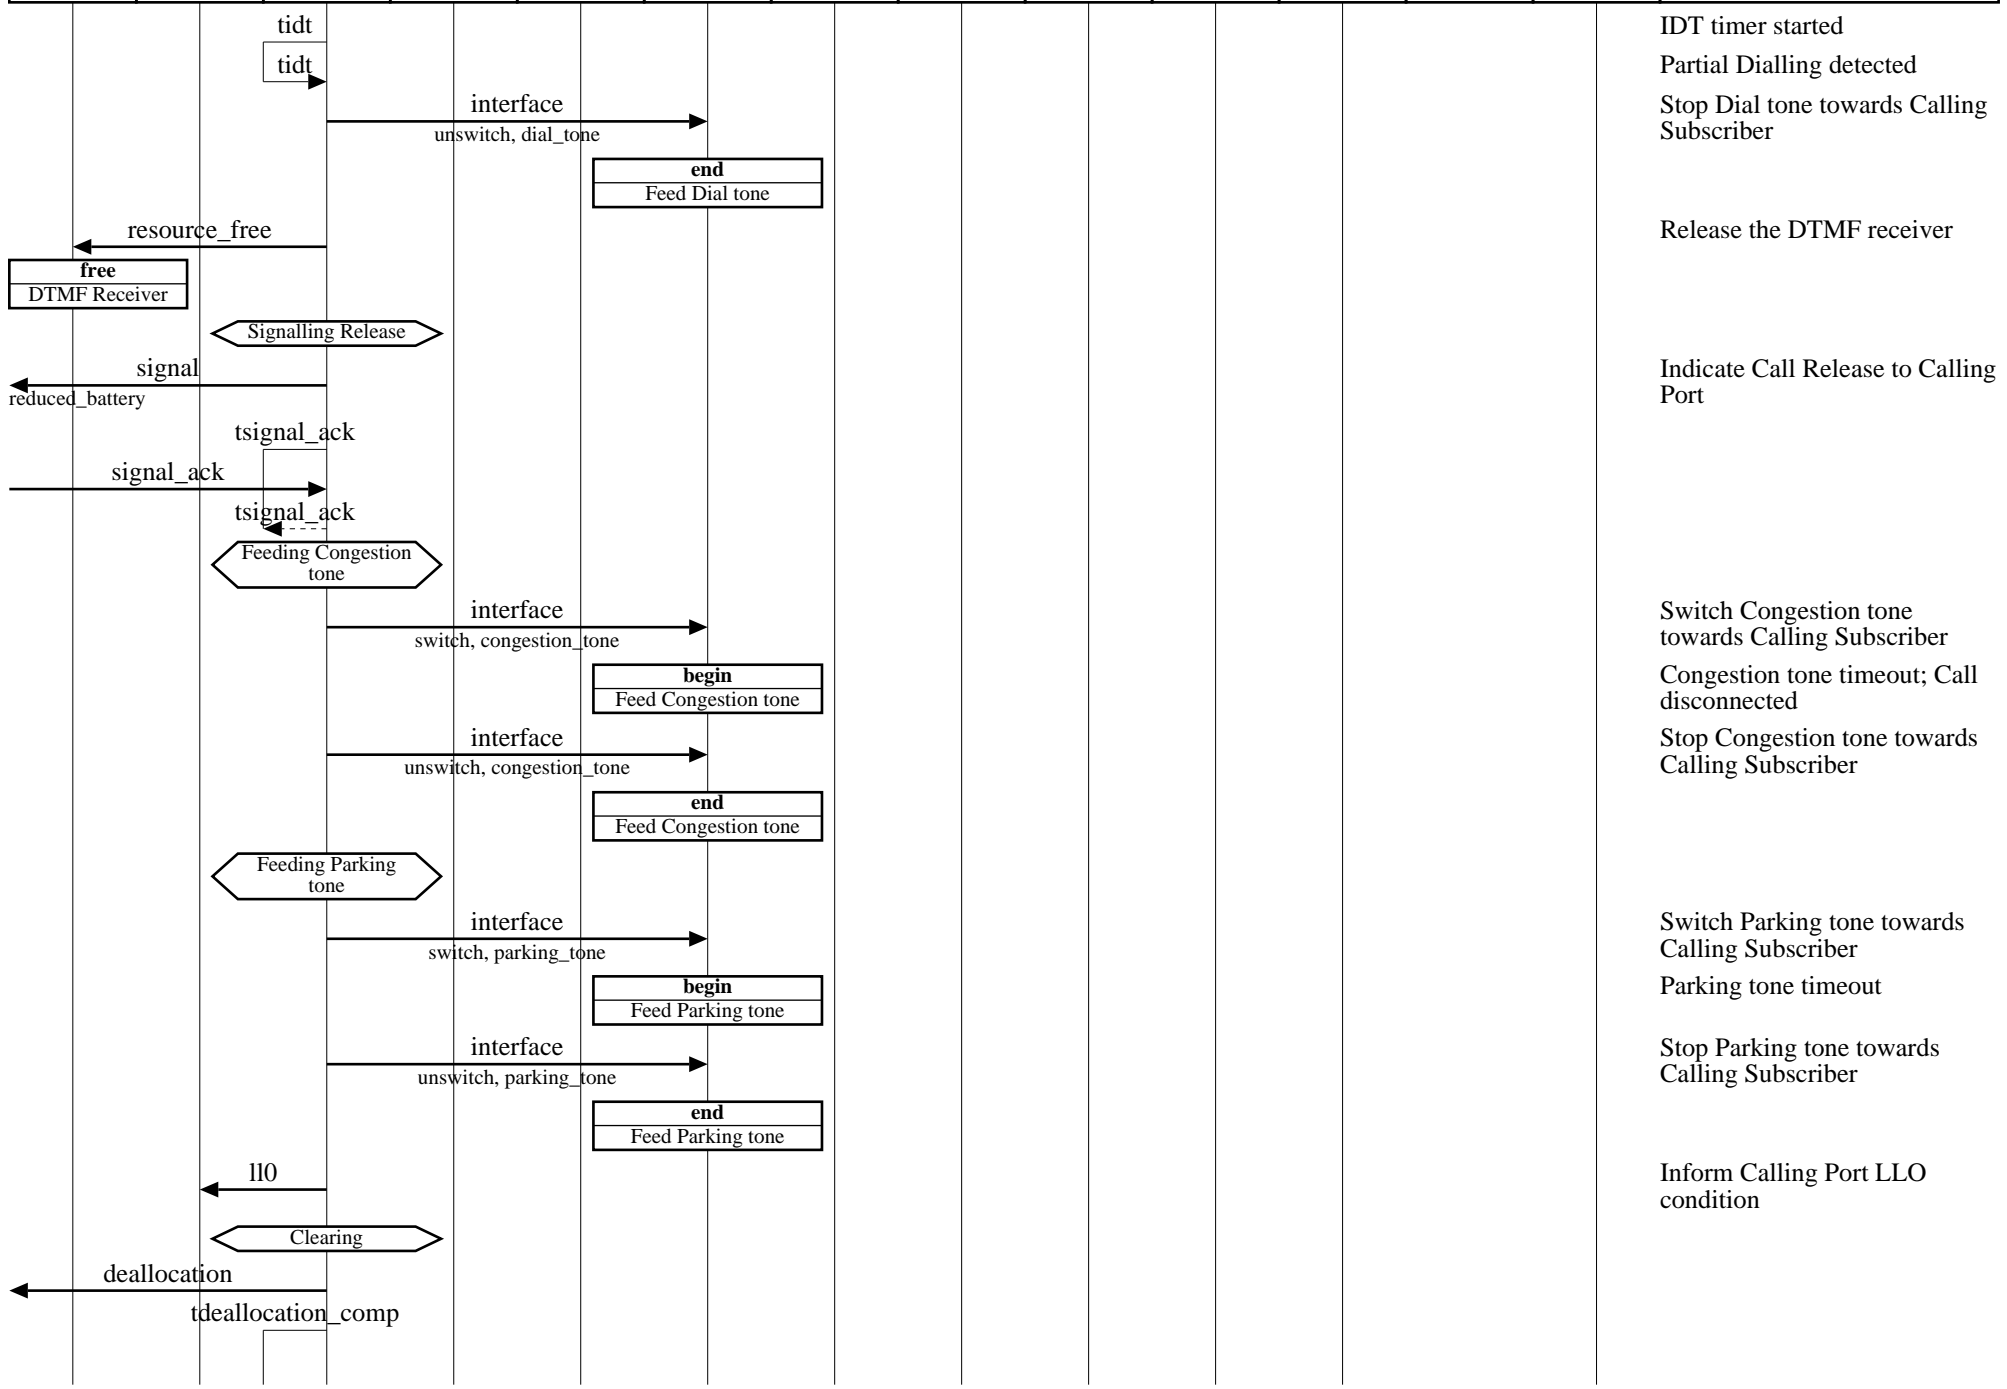 tidt
IDT timer started
tidt
Partial Dialling detected
interface
Stop Dial tone towards Calling
unswitch, dial_tone
Subscriber
end
Feed Dial tone
resource_free
Release the DTMF receiver
free
DTMF Receiver
Signalling Release
signal
Indicate Call Release to Calling
reduced_battery
Port
tsignal_ack
signal_ack
tsignal_ack
Feeding Congestion
tone
interface
Switch Congestion tone
switch, congestion_tone
towards Calling Subscriber
begin
Congestion tone timeout; Call
Feed Congestion tone
disconnected
interface
Stop Congestion tone towards
unswitch, congestion_tone
Calling Subscriber
end
Feed Congestion tone
Feeding Parking
tone
interface
Switch Parking tone towards
switch, parking_tone
Calling Subscriber
begin
Parking tone timeout
Feed Parking tone
interface
Stop Parking tone towards
unswitch, parking_tone
Calling Subscriber
end
Feed Parking tone
ll0
Inform Calling Port LLO
condition
Clearing
deallocation
tdeallocation_comp